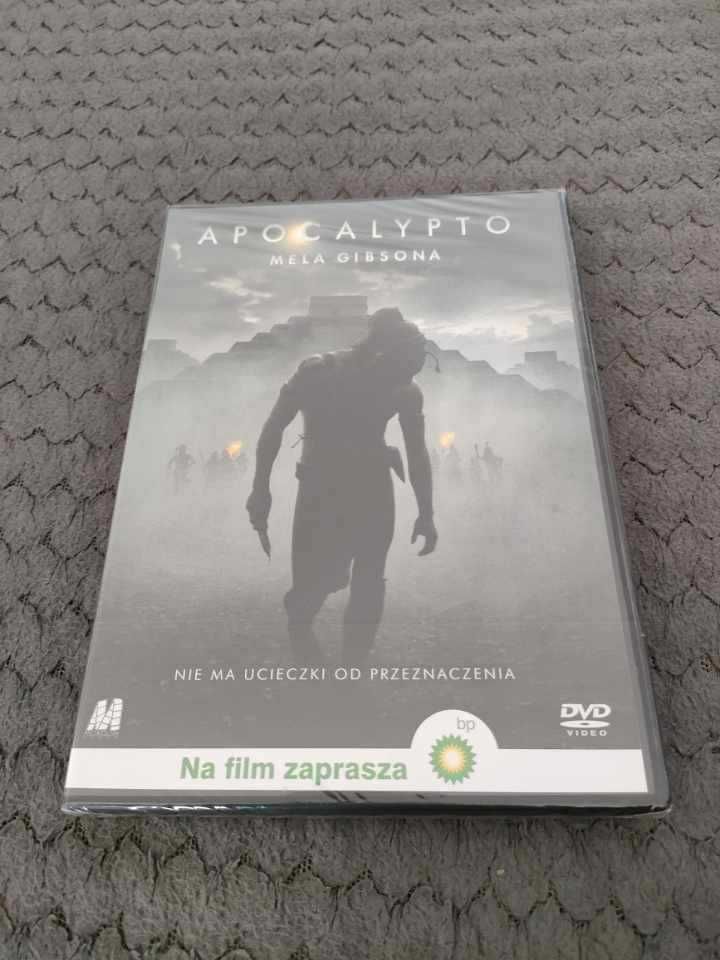 APOCALYPTO
MELA GIBSONA
NIE MA UCIECZKI OD PRZEZNACZENIA
DVD
VIDEO
bp
Na film zaprasza